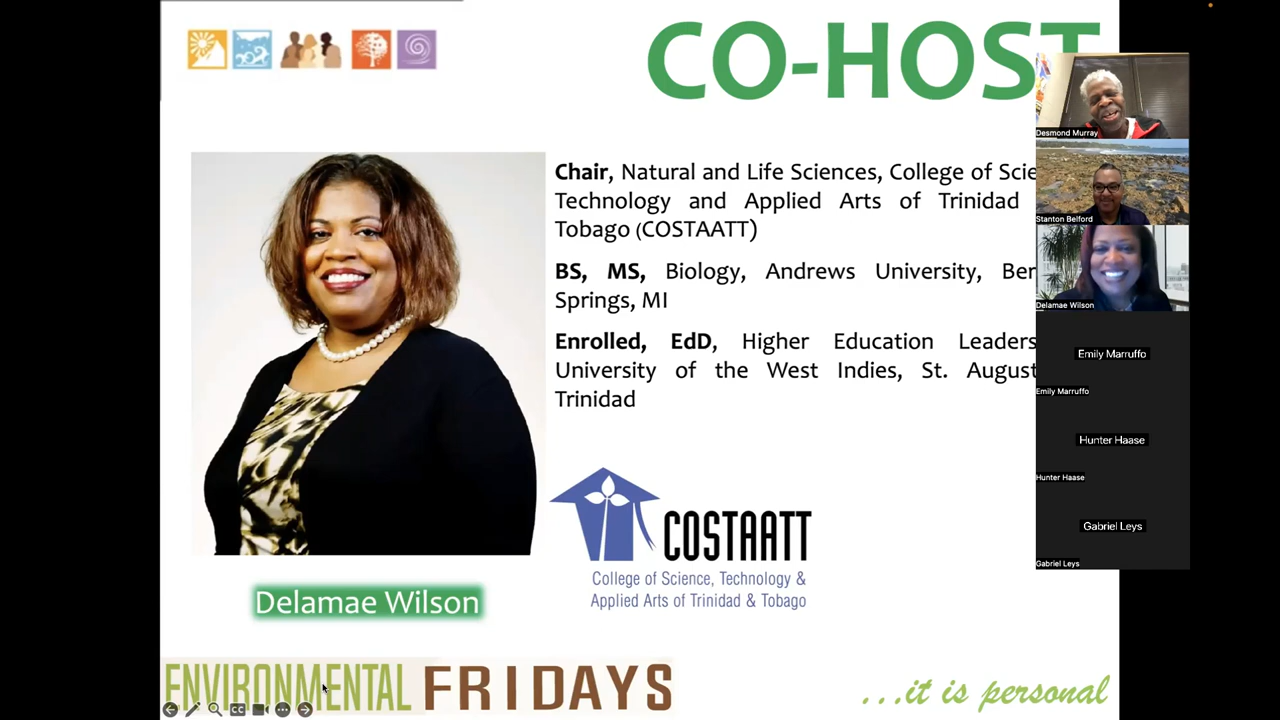 CO-HOST
Chair, Natural and Life Sciences, College of Scie
Technology and Applied Arts of Trinidad
Tobago (COSTAATT)
BS, MS, Biology, Andrews University, Ber
Springs, MI
Enrolled, EdD, Higher Education Leaders
University of the West Indies, St. August
Trinidad
COSTAATT
College of Science, Technology &
Applied Arts of Trinidad & Tobago
Delamae Wilson
ENVIRONMENTAL FRIDAYS
...it is personal
CC
Desmond Murray
Stanton Belford
Delamae Wilson
Emily Marruffo
Emily Marruffo
Hunter Haase
Hunter Haase
Gabriel Leys
Gabriel Leys